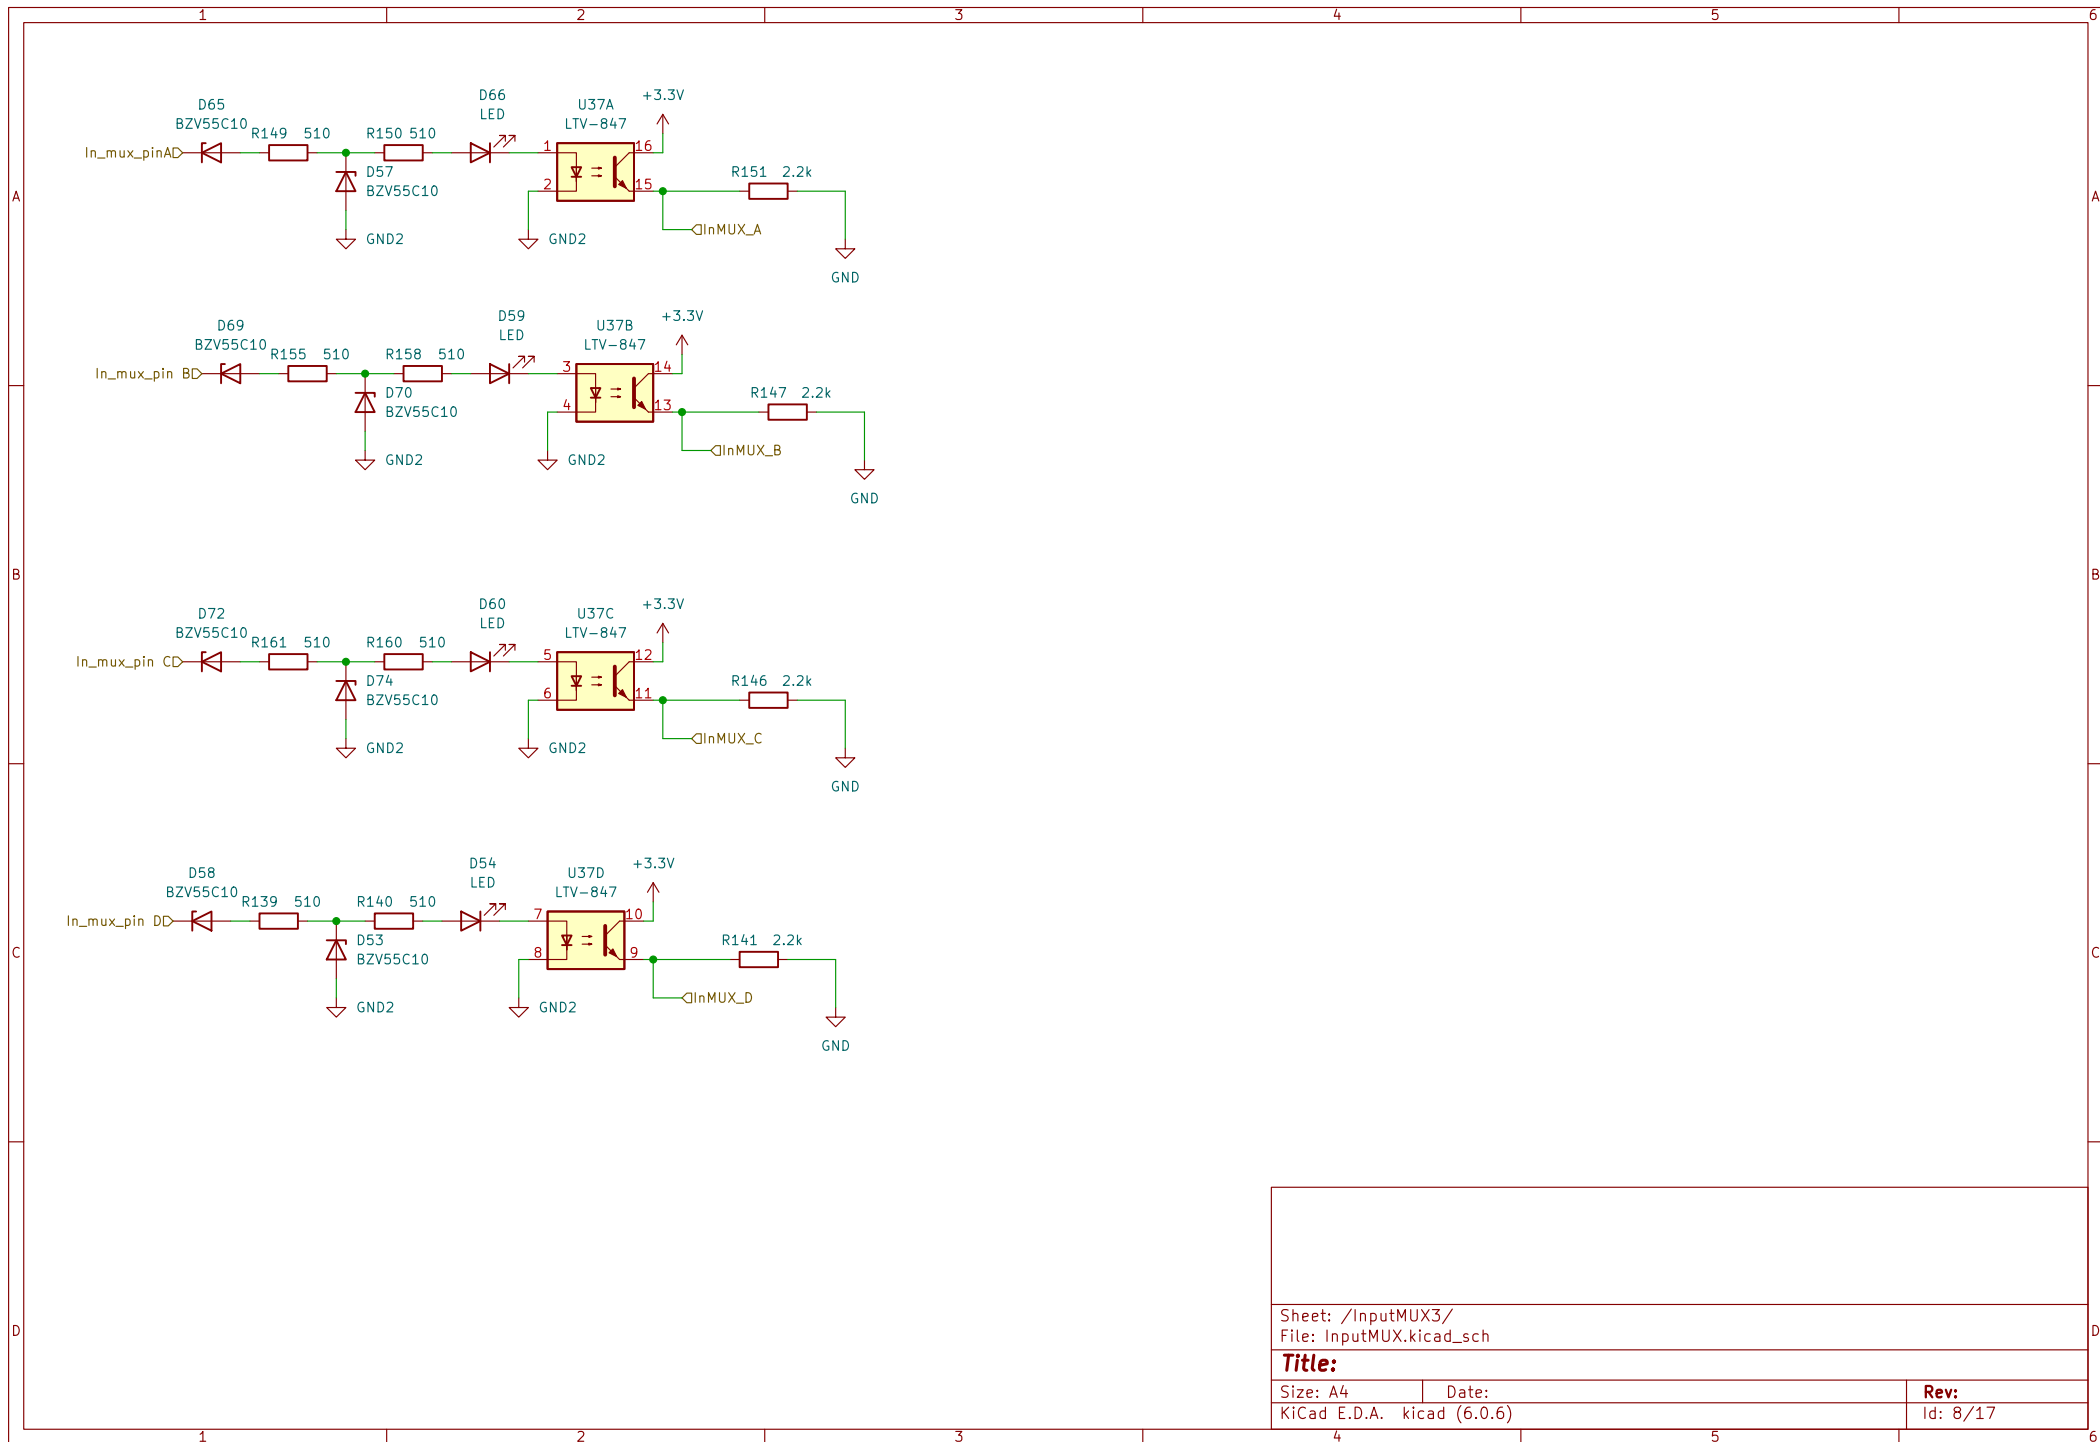 1 2 3 4 5 6
A A
D65
BZV55C10
R149 510
In_mux_pinA
D57
BZV55C10
GND2
R150 510
D66
LED
U37A
LTV-847
1
2
16
15
GND2
+3.3V
R151 2.2k
InMUX_A
GND
D69
BZV55C10
R155 510
In_mux_pin B
D70
BZV55C10
GND2
R158 510
D59
LED
U37B
LTV-847
3
4
14
13
GND2
+3.3V
R147 2.2k
InMUX_B
GND
B B
D72
BZV55C10
R161 510
In_mux_pin C
D74
BZV55C10
GND2
R160 510
D60
LED
U37C
LTV-847
5
6
12
11
GND2
+3.3V
R146 2.2k
InMUX_C
GND
C C
D58
BZV55C10
R139 510
In_mux_pin D
D53
BZV55C10
GND2
R140 510
D54
LED
U37D
LTV-847
7
8
10
9
GND2
+3.3V
R141 2.2k
InMUX_D
GND
D D
Sheet: /InputMUX3/
File: InputMUX.kicad_sch
Title:
Size: A4 Date: Rev:
KiCad E.D.A. kicad (6.0.6) Id: 8/17
1 2 3 4 5 6